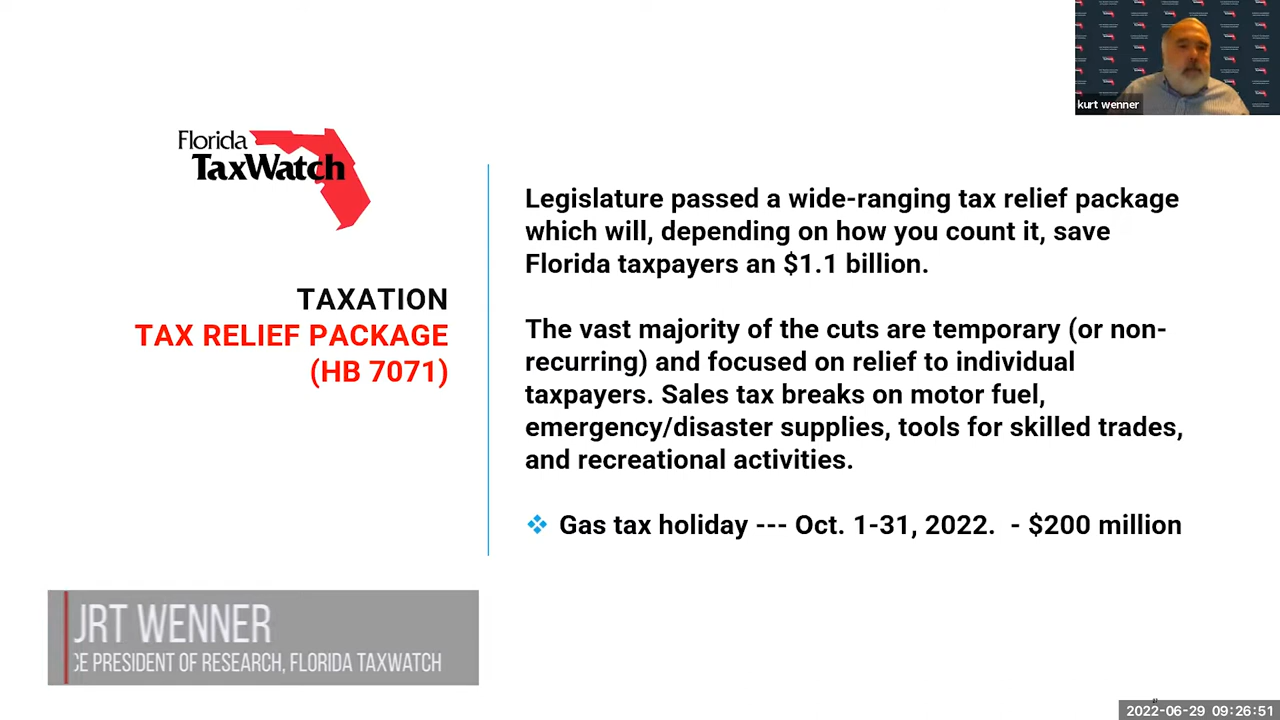 kurt wenner
Florida
TaxWatch
TAXATION
TAX RELIEF PACKAGE
(HB 7071)
Legislature passed a wide-ranging tax relief package
which will, depending on how you count it, save
Florida taxpayers an $1.1 billion.
The vast majority of the cuts are temporary (or non-
recurring) and focused on relief to individual
taxpayers. Sales tax breaks on motor fuel,
emergency/disaster supplies, tools for skilled trades,
and recreational activities.
Gas tax holiday --- Oct. 1-31, 2022. - $200 million
URT WENNER
CE PRESIDENT OF RESEARCH, FLORIDA TAXWATCH
2022-06-29 09:26:51